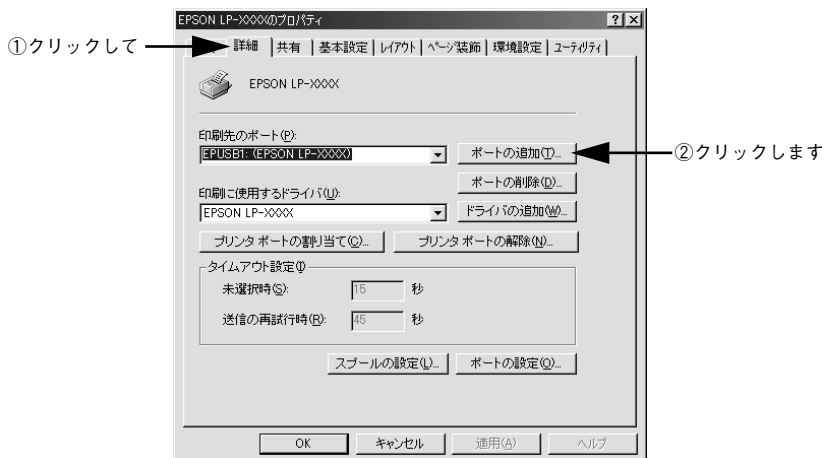 EPSON LP-XXXXのプロパティ
①クリックして
詳細 共有 基本設定 レイアウト ページ装飾 環境設定 ユーティリティ
EPSON LP-XXXX
印刷先のポート(P):
EPUSB1: (EPSON LP-XXXX) ポートの追加(T)...
②クリックします
ポートの削除(D)...
印刷に使用するドライバ(U):
EPSON LP-XXXX ドライバの追加(W)...
プリンタ ポートの割り当て(C)... プリンタ ポートの解除(N)...
タイムアウト設定(I)
未選択時(S): 15 秒
送信の再試行時(R): 45 秒
スプールの設定(L)... ポートの設定(O)...
OK キャンセル 適用(A) ヘルプ